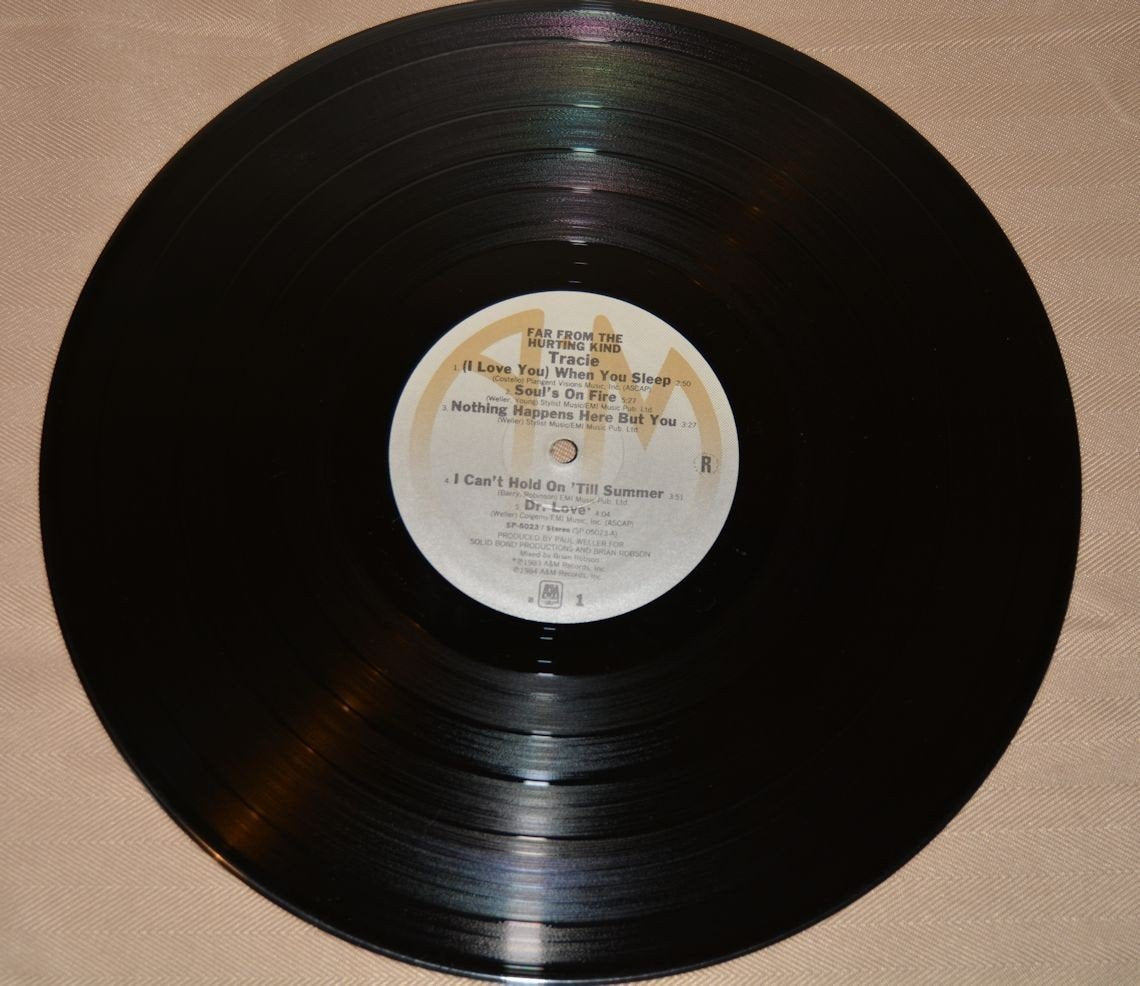 FAR FROM THE
HURTING KIND
Tracie
1. (I Love You) When You Sleep 2:50
(Costello) Plangent Visions Music, Inc. (ASCAP)
2. Soul's On Fire 5:27
(Weller, Young) Stylist Music/EMI Music Pub. Ltd.
3. Nothing Happens Here But You 3:27
(Weller) Stylist Music/EMI Music Pub. Ltd.
R
4. I Can't Hold On 'Till Summer 3:51
(Barry, Robinson) EMI Music Pub. Ltd.
5. Dr. Love* 4:04
(Weller) Colgems/EMI Music, Inc. (ASCAP)
SP-5023 / Stereo (SP 05023-A)
PRODUCED BY PAUL WELLER FOR
SOLID BOND PRODUCTIONS AND BRIAN ROBSON
Mixed by Brian Robson
*℗1983 A&M Records, Inc.
℗1984 A&M Records, Inc.
1